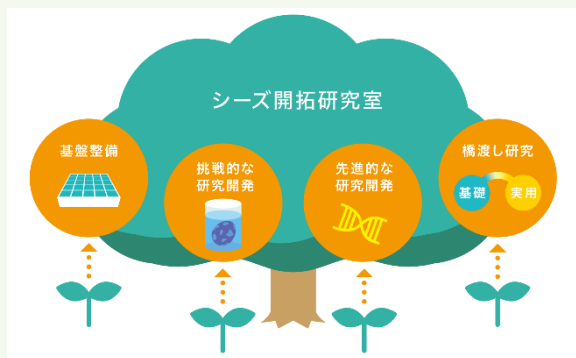 シーズ開拓研究室
基盤整備
挑戦的な
研究開発
先進的な
研究開発
橋渡し研究
基礎
実用